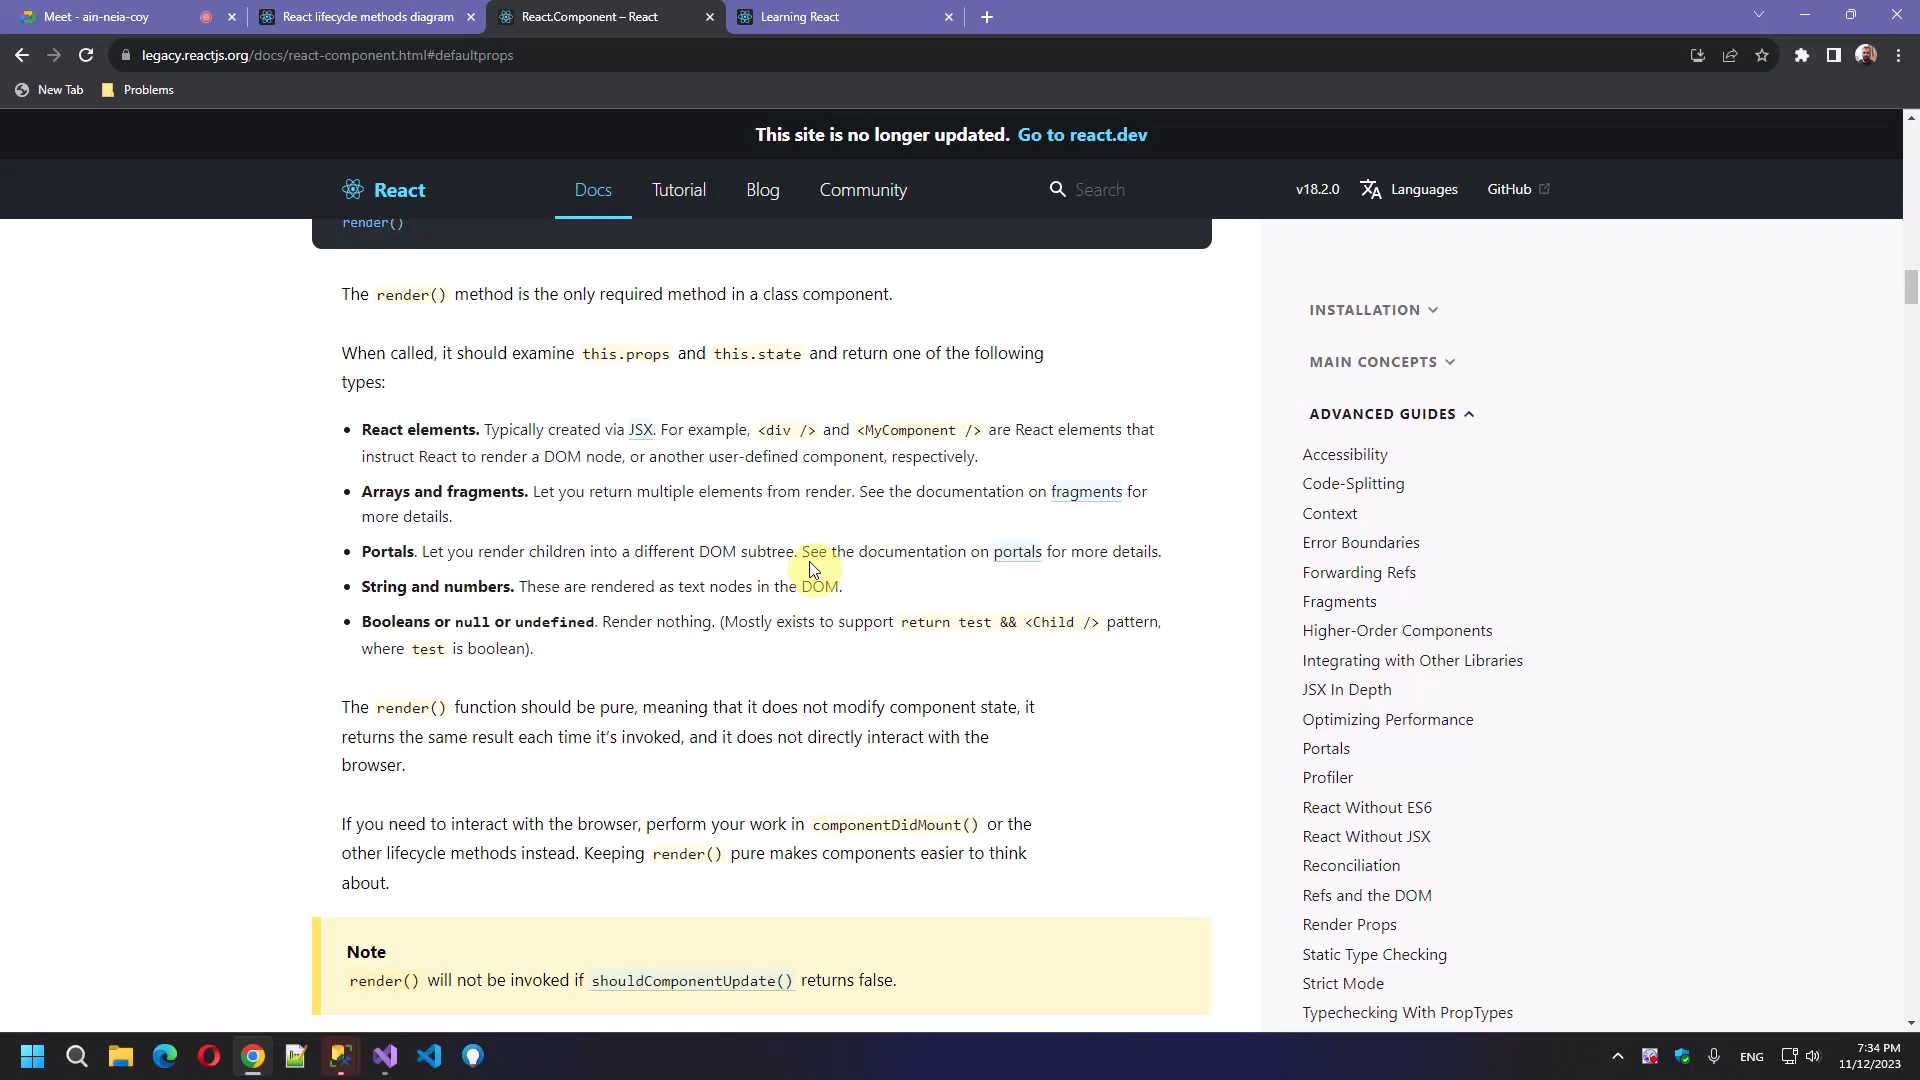 Meet - ain-neia-coy
React lifecycle methods diagram
React.Component – React
Learning React
legacy.reactjs.org/docs/react-component.html#defaultprops
New Tab
Problems
This site is no longer updated. Go to react.dev
React
Docs
Tutorial
Blog
Community
Search
v18.2.0
Languages
GitHub
render()
The render() method is the only required method in a class component.
When called, it should examine this.props and this.state and return one of the following
types:
• React elements. Typically created via JSX. For example, <div /> and <MyComponent /> are React elements that
instruct React to render a DOM node, or another user-defined component, respectively.
• Arrays and fragments. Let you return multiple elements from render. See the documentation on fragments for
more details.
• Portals. Let you render children into a different DOM subtree. See the documentation on portals for more details.
• String and numbers. These are rendered as text nodes in the DOM.
• Booleans or null or undefined. Render nothing. (Mostly exists to support return test && <Child /> pattern,
where test is boolean).
The render() function should be pure, meaning that it does not modify component state, it
returns the same result each time it’s invoked, and it does not directly interact with the
browser.
If you need to interact with the browser, perform your work in componentDidMount() or the
other lifecycle methods instead. Keeping render() pure makes components easier to think
about.
Note
render() will not be invoked if shouldComponentUpdate() returns false.
INSTALLATION
MAIN CONCEPTS
ADVANCED GUIDES
Accessibility
Code-Splitting
Context
Error Boundaries
Forwarding Refs
Fragments
Higher-Order Components
Integrating with Other Libraries
JSX In Depth
Optimizing Performance
Portals
Profiler
React Without ES6
React Without JSX
Reconciliation
Refs and the DOM
Render Props
Static Type Checking
Strict Mode
Typechecking With PropTypes
ENG
7:34 PM
11/12/2023